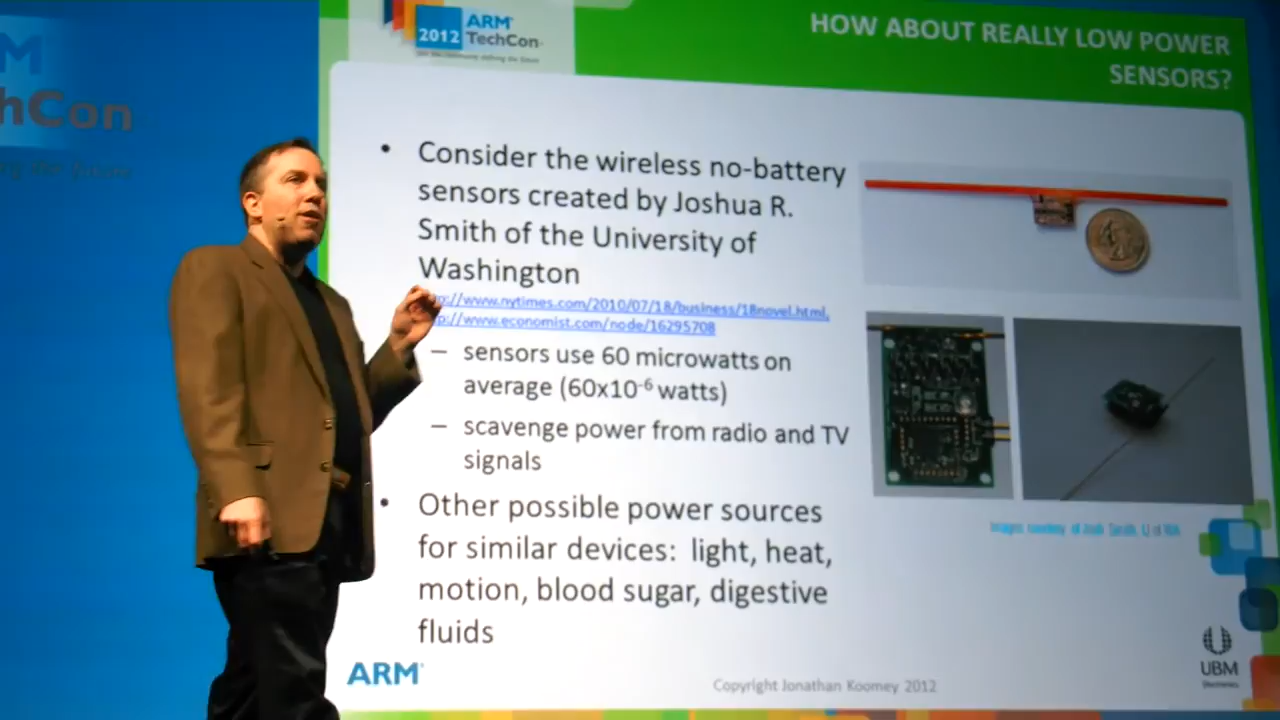 M
hCon
2012 ARM
TechCon
HOW ABOUT REALLY LOW POWER
SENSORS?
• Consider the wireless no-battery
sensors created by Joshua R.
Smith of the University of
Washington
p://www.nytimes.com/2010/07/18/business/18novel.html,
p://www.economist.com/node/16295708
– sensors use 60 microwatts on
average (60x10⁻⁶ watts)
– scavenge power from radio and TV
signals
• Other possible power sources
for similar devices: light, heat,
motion, blood sugar, digestive
fluids
ARM
Copyright Jonathan Koomey 2012
UBM
Electronics